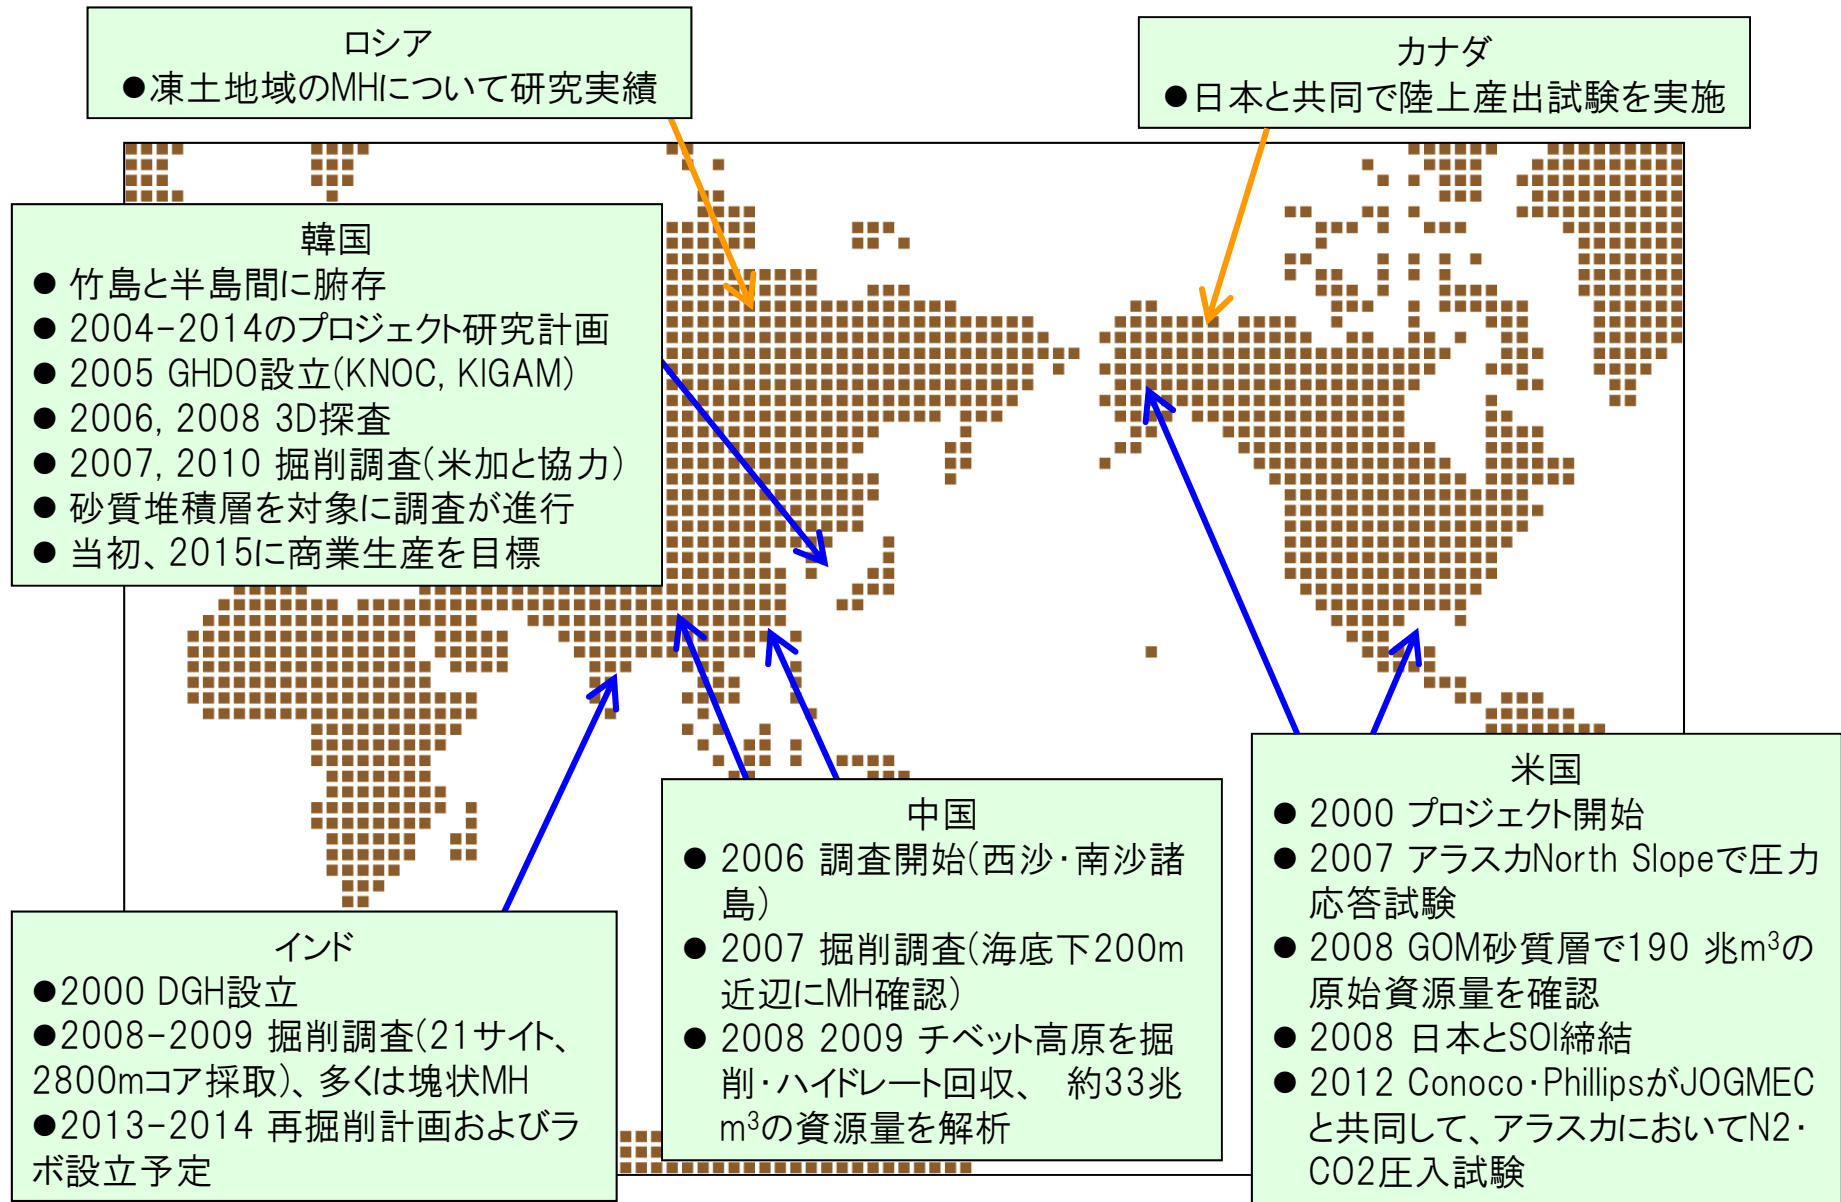 ロシア
●凍土地域のMHについて研究実績
カナダ
●日本と共同で陸上産出試験を実施
韓国
● 竹島と半島間に腑存
● 2004-2014のプロジェクト研究計画
● 2005 GHDO設立(KNOC, KIGAM)
● 2006, 2008 3D探査
● 2007, 2010 掘削調査(米加と協力)
● 砂質堆積層を対象に調査が進行
● 当初、2015に商業生産を目標
インド
●2000 DGH設立
●2008-2009 掘削調査(21サイト、
2800mコア採取)、多くは塊状MH
●2013-2014 再掘削計画およびラ
ボ設立予定
中国
● 2006 調査開始(西沙・南沙諸
島)
● 2007 掘削調査(海底下200m
近辺にMH確認)
● 2008 2009 チベット高原を掘
削・ハイドレート回収、 約33兆
m³の資源量を解析
米国
● 2000 プロジェクト開始
● 2007 アラスカNorth Slopeで圧力
応答試験
● 2008 GOM砂質層で190 兆m³の
原始資源量を確認
● 2008 日本とSOI締結
● 2012 Conoco・PhillipsがJOGMEC
と共同して、アラスカにおいてN2・
CO2圧入試験